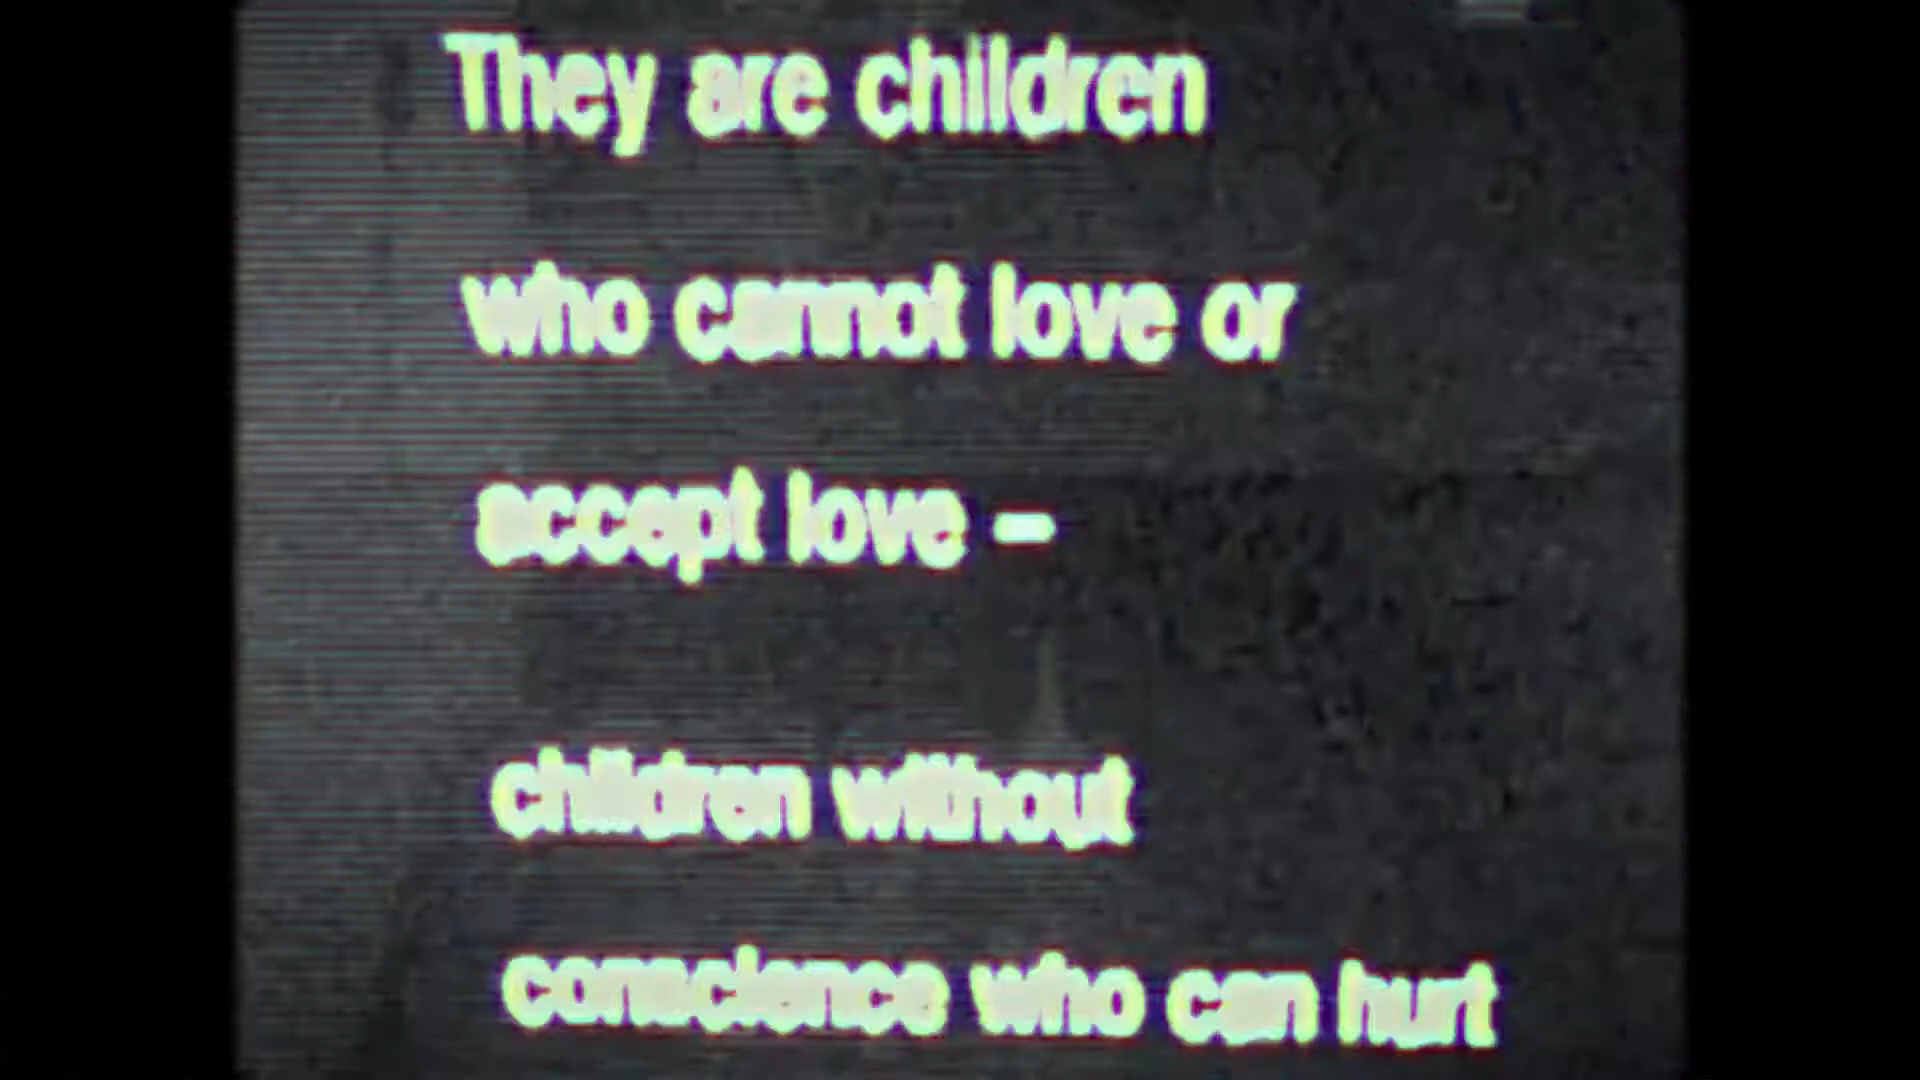 They are children
who cannot love or
accept love –
children without
conscience who can hurt